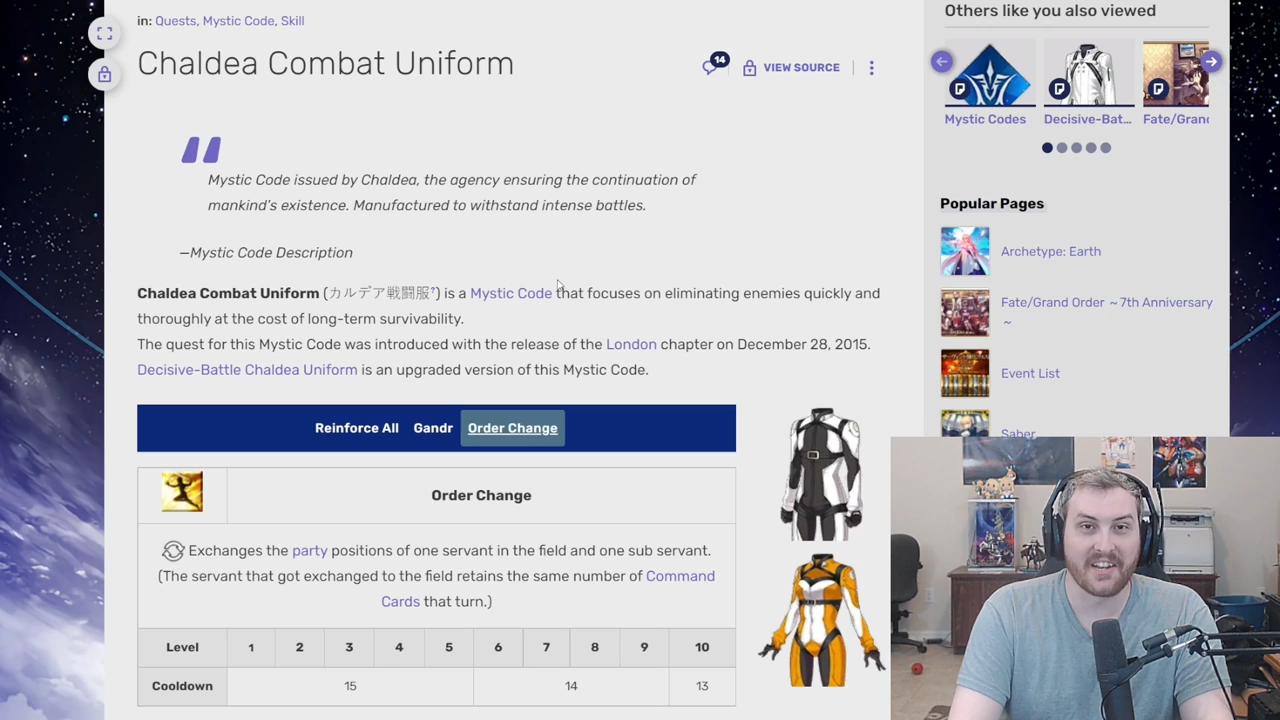 in: Quests, Mystic Code, Skill
Chaldea Combat Uniform
14
VIEW SOURCE
Mystic Code issued by Chaldea, the agency ensuring the continuation of
mankind's existence. Manufactured to withstand intense battles.
—Mystic Code Description
Chaldea Combat Uniform (カルデア戦闘服?) is a Mystic Code that focuses on eliminating enemies quickly and
thoroughly at the cost of long-term survivability.
The quest for this Mystic Code was introduced with the release of the London chapter on December 28, 2015.
Decisive-Battle Chaldea Uniform is an upgraded version of this Mystic Code.
Reinforce All Gandr Order Change
Order Change
Exchanges the party positions of one servant in the field and one sub servant.
(The servant that got exchanged to the field retains the same number of Command
Cards that turn.)
Level 1 2 3 4 5 6 7 8 9 10
Cooldown 15 14 13
Others like you also viewed
Mystic Codes Decisive-Bat... Fate/Grand
Popular Pages
Archetype: Earth
Fate/Grand Order ～7th Anniversary
～
Event List
Saber